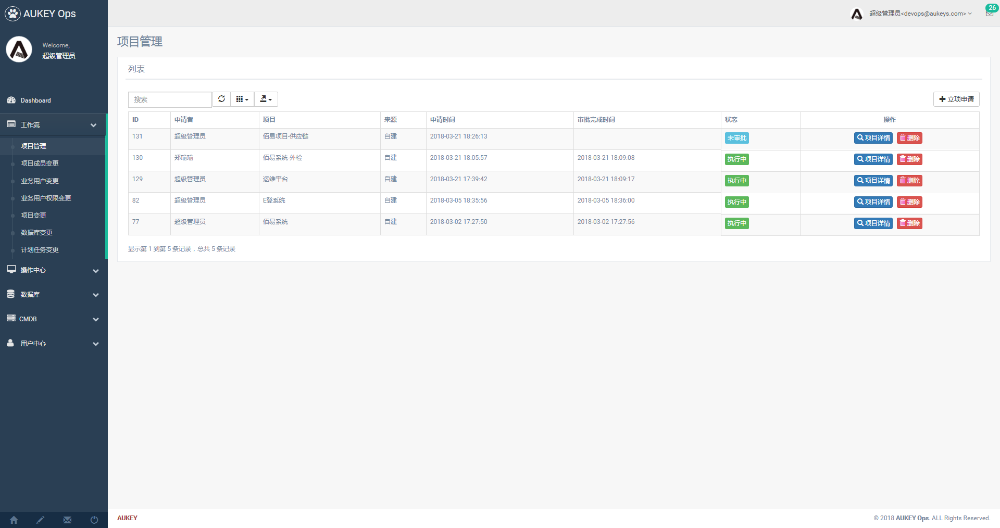 AUKEY Ops
Welcome,
超级管理员
Dashboard
工作流
项目管理
项目成员变更
业务用户变更
业务用户权限变更
项目变更
数据库变更
计划任务变更
操作中心
数据库
CMDB
用户中心
超级管理员<devops@aukeys.com>
26
项目管理
列表
搜索
立项申请
ID 申请者 项目 来源 申请时间 审批完成时间 状态 操作
131 超级管理员 佰易项目-供应链 自建 2018-03-21 18:26:13 未审批 项目详情 删除
130 郑瑜瑜 佰易系统-外检 自建 2018-03-21 18:05:57 2018-03-21 18:09:08 执行中 项目详情 删除
129 超级管理员 运维平台 自建 2018-03-21 17:39:42 2018-03-21 18:09:17 执行中 项目详情 删除
82 超级管理员 E登系统 自建 2018-03-05 18:35:56 2018-03-05 18:36:00 执行中 项目详情 删除
77 超级管理员 佰易系统 自建 2018-03-02 17:27:50 2018-03-02 17:27:56 执行中 项目详情 删除
显示第 1 到第 5 条记录，总共 5 条记录
AUKEY
© 2018 AUKEY Ops. ALL Rights Reserved.